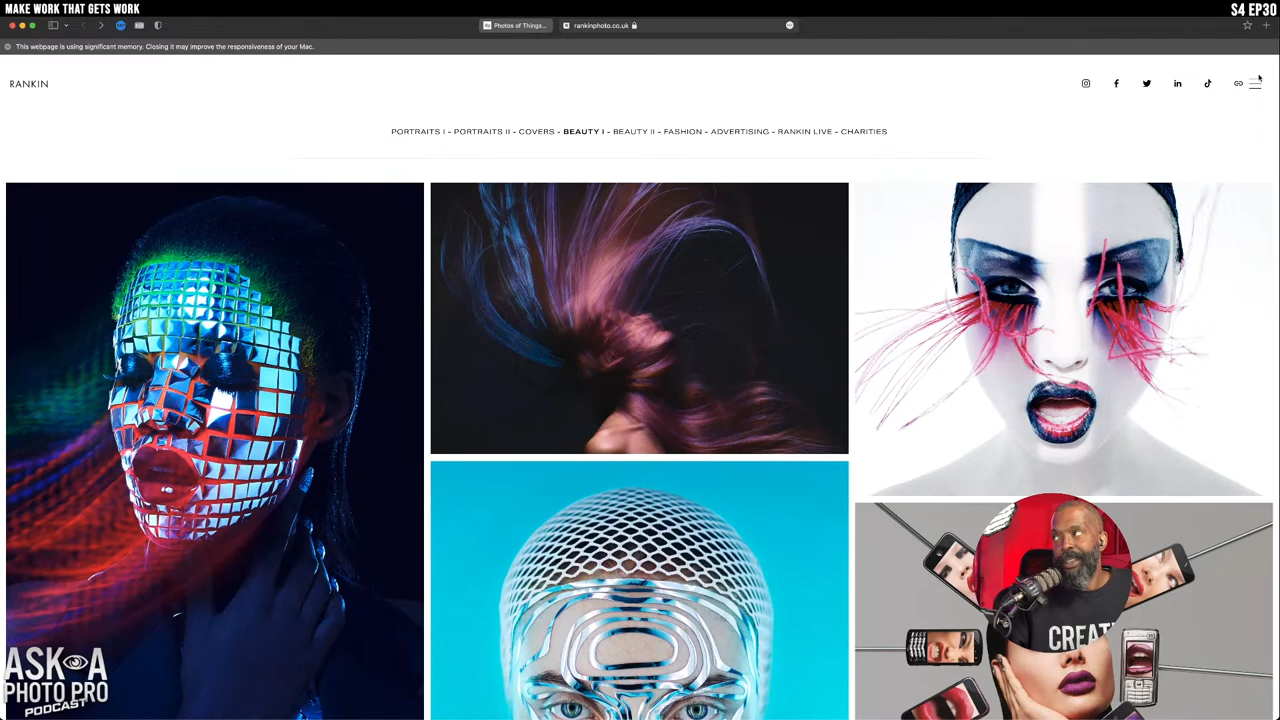 MAKE WORK THAT GETS WORK
S4 EP30
Photos of Things...
rankinphoto.co.uk
This webpage is using significant memory. Closing it may improve the responsiveness of your Mac.
RANKIN
PORTRAITS I - PORTRAITS II - COVERS - BEAUTY I - BEAUTY II - FASHION - ADVERTISING - RANKIN LIVE - CHARITIES
CREAT
ASK A
PHOTO PRO
PODCAST